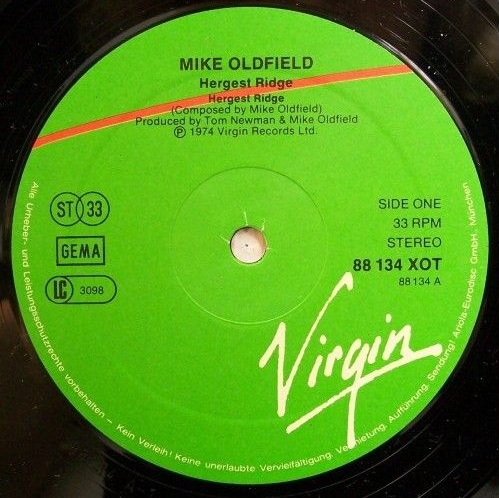 MIKE OLDFIELD
Hergest Ridge
Hergest Ridge
(Composed by Mike Oldfield)
Produced by Tom Newman & Mike Oldfield
Ⓟ 1974 Virgin Records Ltd.
ST 33
GEMA
LC 3098
SIDE ONE
33 RPM
STEREO
88 134 XOT
88134 A
Virgin
Alle Urheber- und Leistungsschutzrechte vorbehalten – Kein Verleih! Keine unerlaubte Vervielfältigung, Vermietung, Aufführung, Sendung! Ariola-Eurodisc GmbH, München